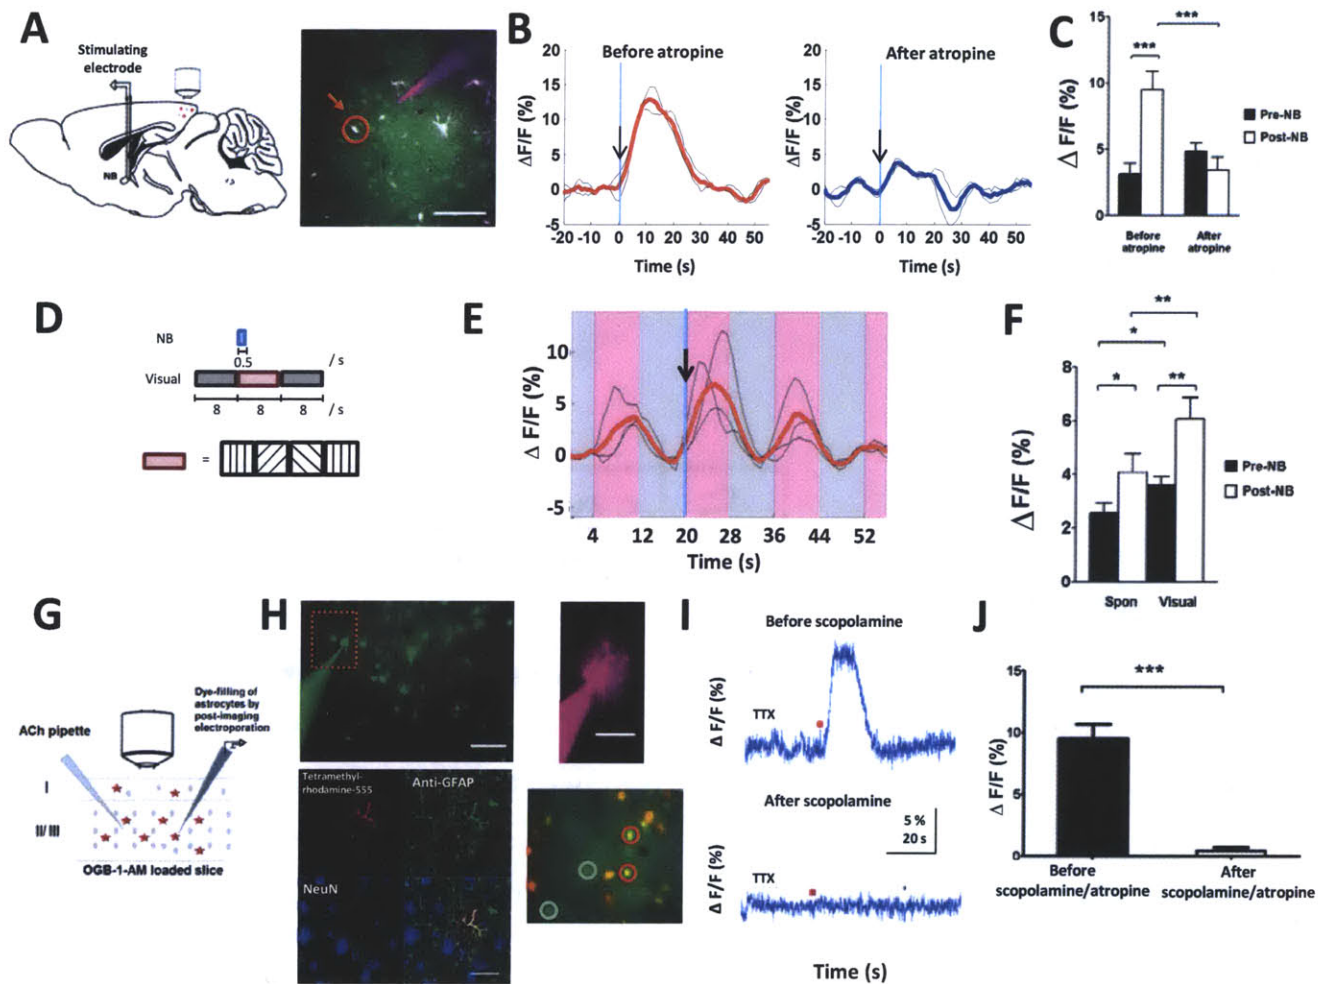 A
Stimulating
electrode
NB
B
Before atropine
ΔF/F (%)
20
15
10
5
0
-5
-20 -10 0 10 20 30 40 50
Time (s)
After atropine
ΔF/F (%)
20
15
10
5
0
-5
-20 -10 0 10 20 30 40 50
Time (s)
C
Δ F/F (%)
15
10
5
0
***
***
Pre-NB
Post-NB
Before
atropine
After
atropine
D
NB
0.5
/ s
Visual
8 8 8 / s
=
E
Δ F/F (%)
10
5
0
-5
4 12 20 28 36 44 52
Time (s)
F
Δ F/F (%)
8
6
4
2
0
**
*
*
**
Pre-NB
Post-NB
Spon Visual
G
ACh pipette
Dye-filling of
astrocytes by
post-imaging
electroporation
I
II/ III
OGB-1-AM loaded slice
H
Tetramethyl-
rhodamine-555
Anti-GFAP
NeuN
I
Before scopolamine
Δ F/F (%)
TTX
After scopolamine
5 %
20 s
Δ F/F (%)
TTX
Time (s)
J
Δ F/F (%)
15
10
5
0
***
Before
scopolamine/atropine
After
scopolamine/atropine